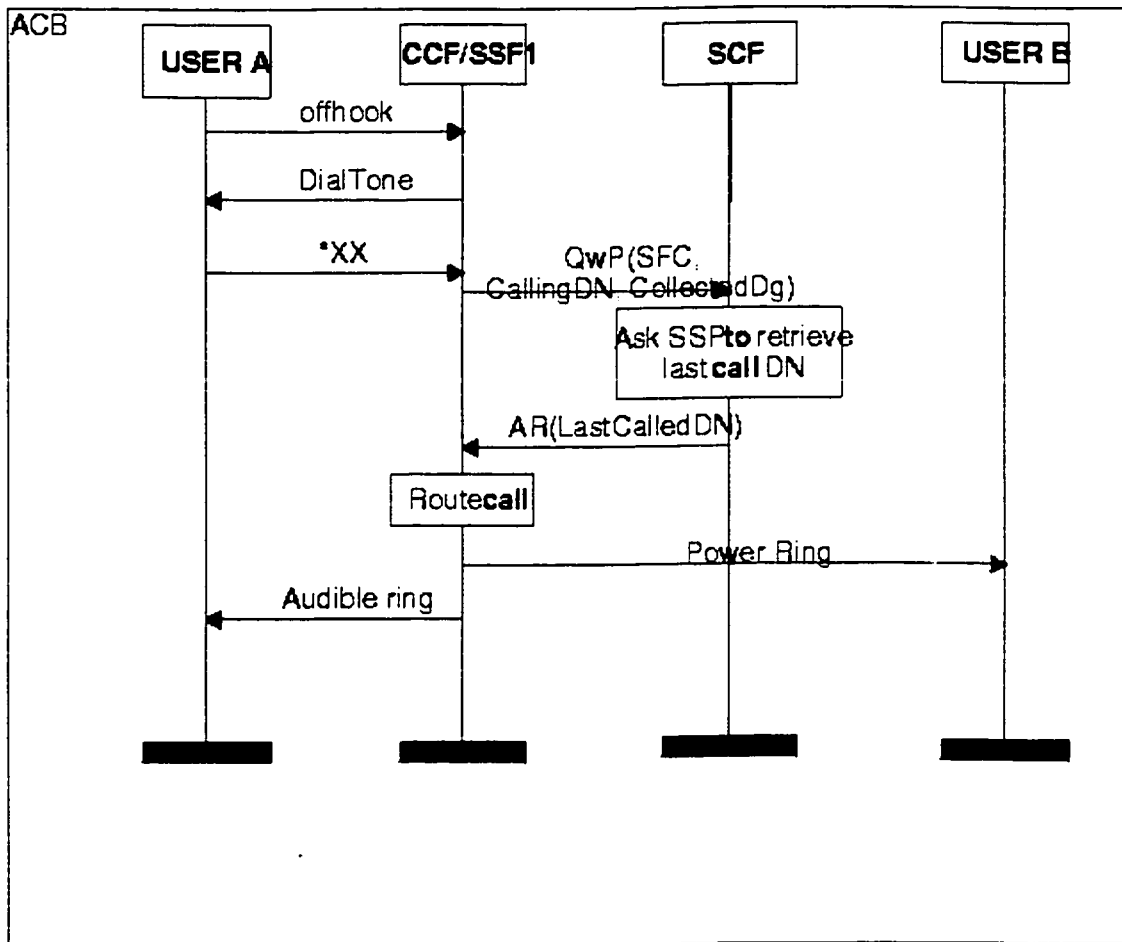 ACB
USER A
CCF/SSF1
SCF
USER B
offhook
DialTone
*XX
QwP(SFC,
CallingDN, CollectedDg)
Ask SSP to retrieve
last call DN
AR(LastCalledDN)
Route call
Power Ring
Audible ring